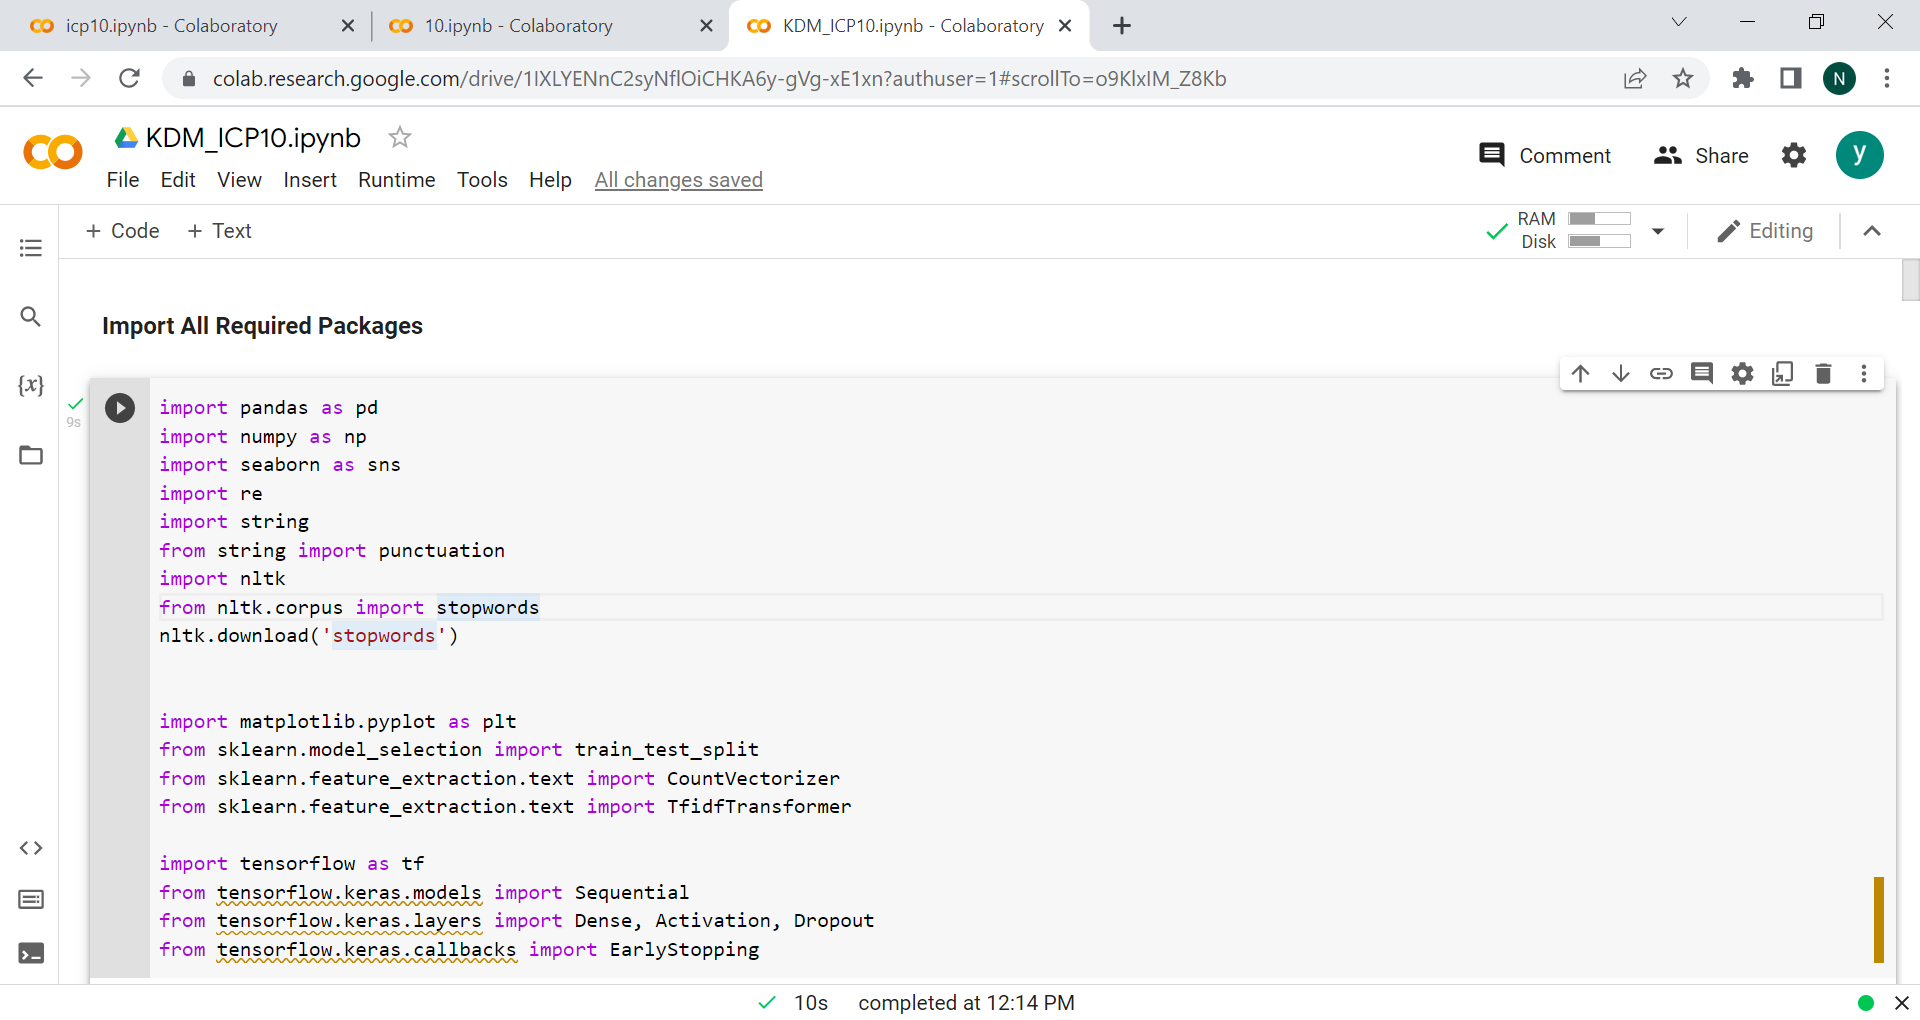 icp10.ipynb - Colaboratory
10.ipynb - Colaboratory
KDM_ICP10.ipynb - Colaboratory
colab.research.google.com/drive/1IXLYENnC2syNflOiCHKA6y-gVg-xE1xn?authuser=1#scrollTo=o9KlxIM_Z8Kb
N
KDM_ICP10.ipynb
Comment
Share
y
File Edit View Insert Runtime Tools Help All changes saved
+ Code + Text
RAM
Disk
Editing
Import All Required Packages
{x}
9s
import pandas as pd
import numpy as np
import seaborn as sns
import re
import string
from string import punctuation
import nltk
from nltk.corpus import stopwords
nltk.download('stopwords')
import matplotlib.pyplot as plt
from sklearn.model_selection import train_test_split
from sklearn.feature_extraction.text import CountVectorizer
from sklearn.feature_extraction.text import TfidfTransformer
import tensorflow as tf
from tensorflow.keras.models import Sequential
from tensorflow.keras.layers import Dense, Activation, Dropout
from tensorflow.keras.callbacks import EarlyStopping
10s completed at 12:14 PM